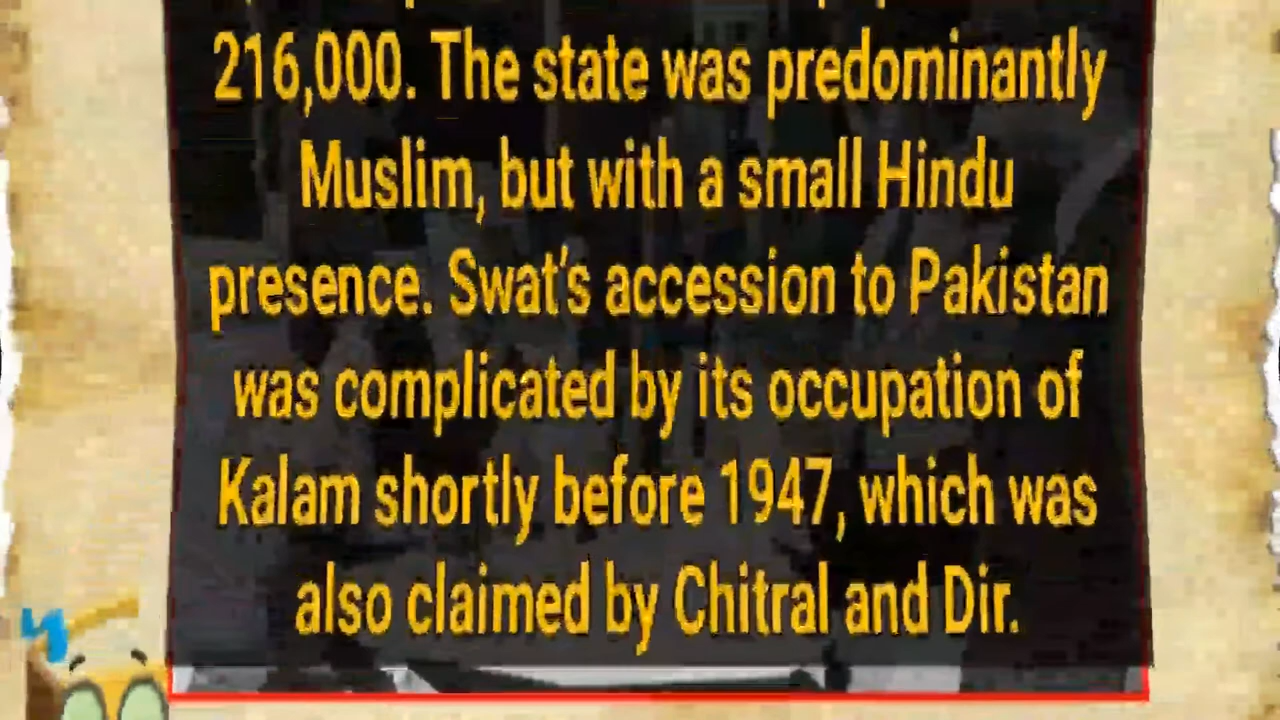 216,000. The state was predominantly
Muslim, but with a small Hindu
presence. Swat's accession to Pakistan
was complicated by its occupation of
Kalam shortly before 1947, which was
also claimed by Chitral and Dir.